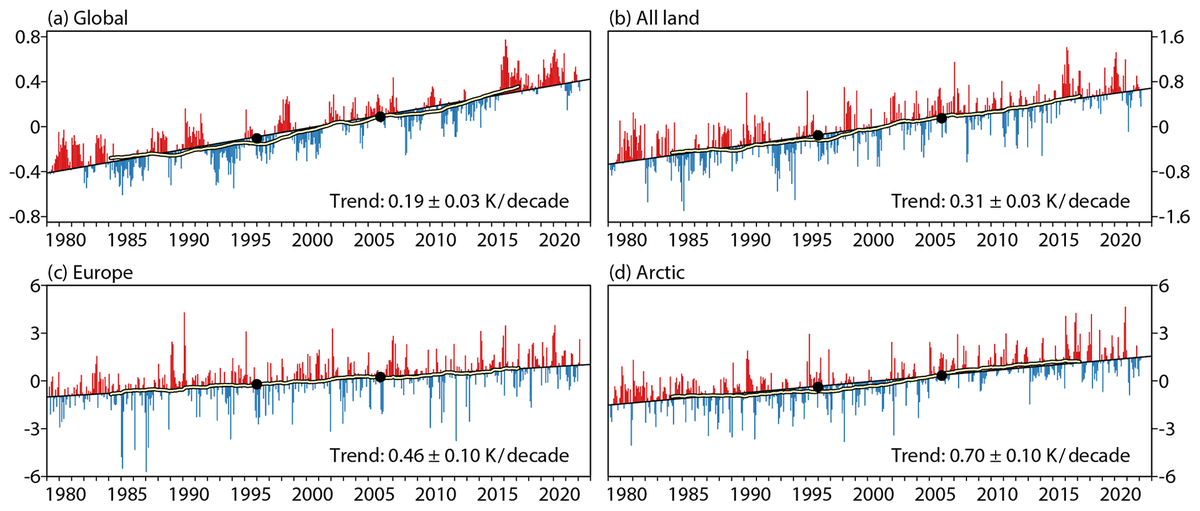 (a) Global
(b) All land
0.8
0.4
0
-0.4
-0.8
1.6
0.8
0
-0.8
-1.6
Trend: 0.19 ± 0.03 K/decade
Trend: 0.31 ± 0.03 K/decade
1980 1985 1990 1995 2000 2005 2010 2015 2020
1980 1985 1990 1995 2000 2005 2010 2015 2020
(c) Europe
(d) Arctic
6
3
0
-3
-6
6
3
0
-3
-6
Trend: 0.46 ± 0.10 K/decade
Trend: 0.70 ± 0.10 K/decade
1980 1985 1990 1995 2000 2005 2010 2015 2020
1980 1985 1990 1995 2000 2005 2010 2015 2020